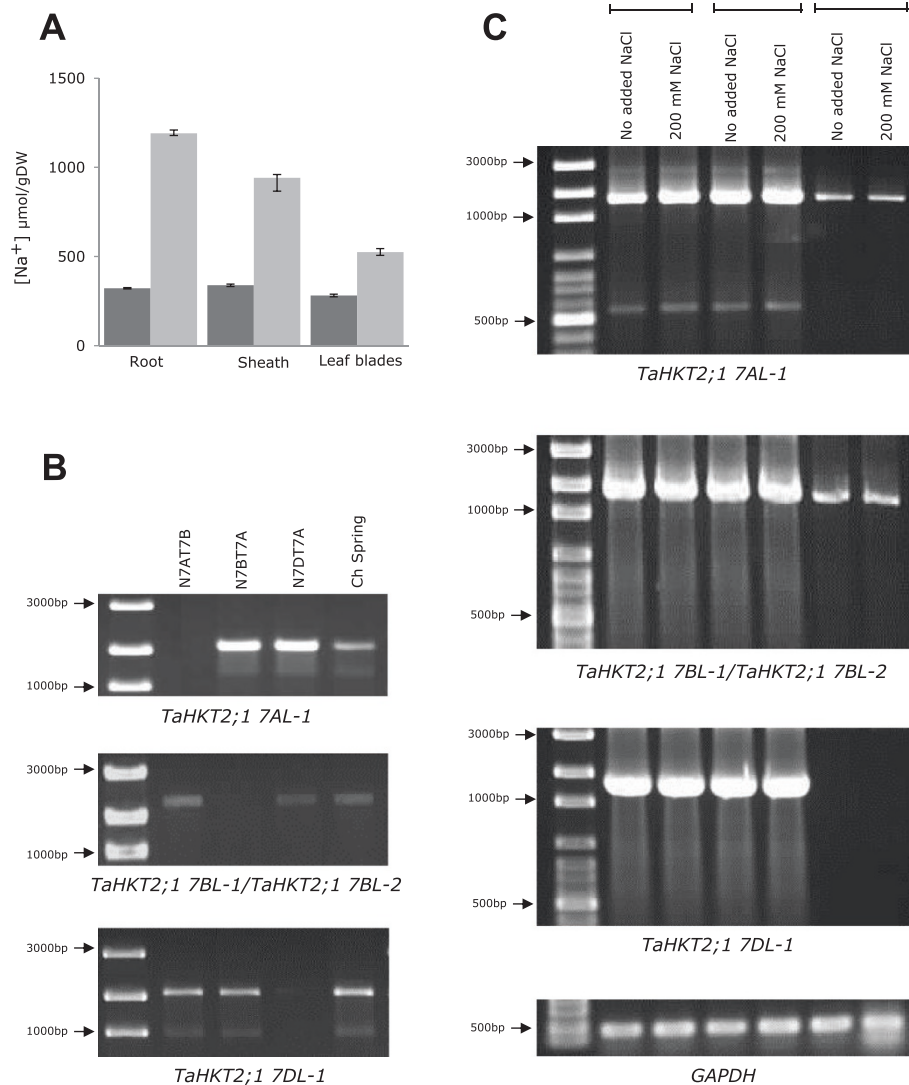 A
1500
1000
500
0
[Na+] µmol/gDW
Root Sheath Leaf blades
B
N7AT7B N7BT7A N7DT7A Ch Spring
3000bp
1000bp
TaHKT2;1 7AL-1
3000bp
1000bp
TaHKT2;1 7BL-1/TaHKT2;1 7BL-2
3000bp
1000bp
TaHKT2;1 7DL-1
C
No added NaCl 200 mM NaCl No added NaCl 200 mM NaCl No added NaCl 200 mM NaCl
3000bp
1000bp
500bp
TaHKT2;1 7AL-1
3000bp
1000bp
500bp
TaHKT2;1 7BL-1/TaHKT2;1 7BL-2
3000bp
1000bp
500bp
TaHKT2;1 7DL-1
500bp
GAPDH